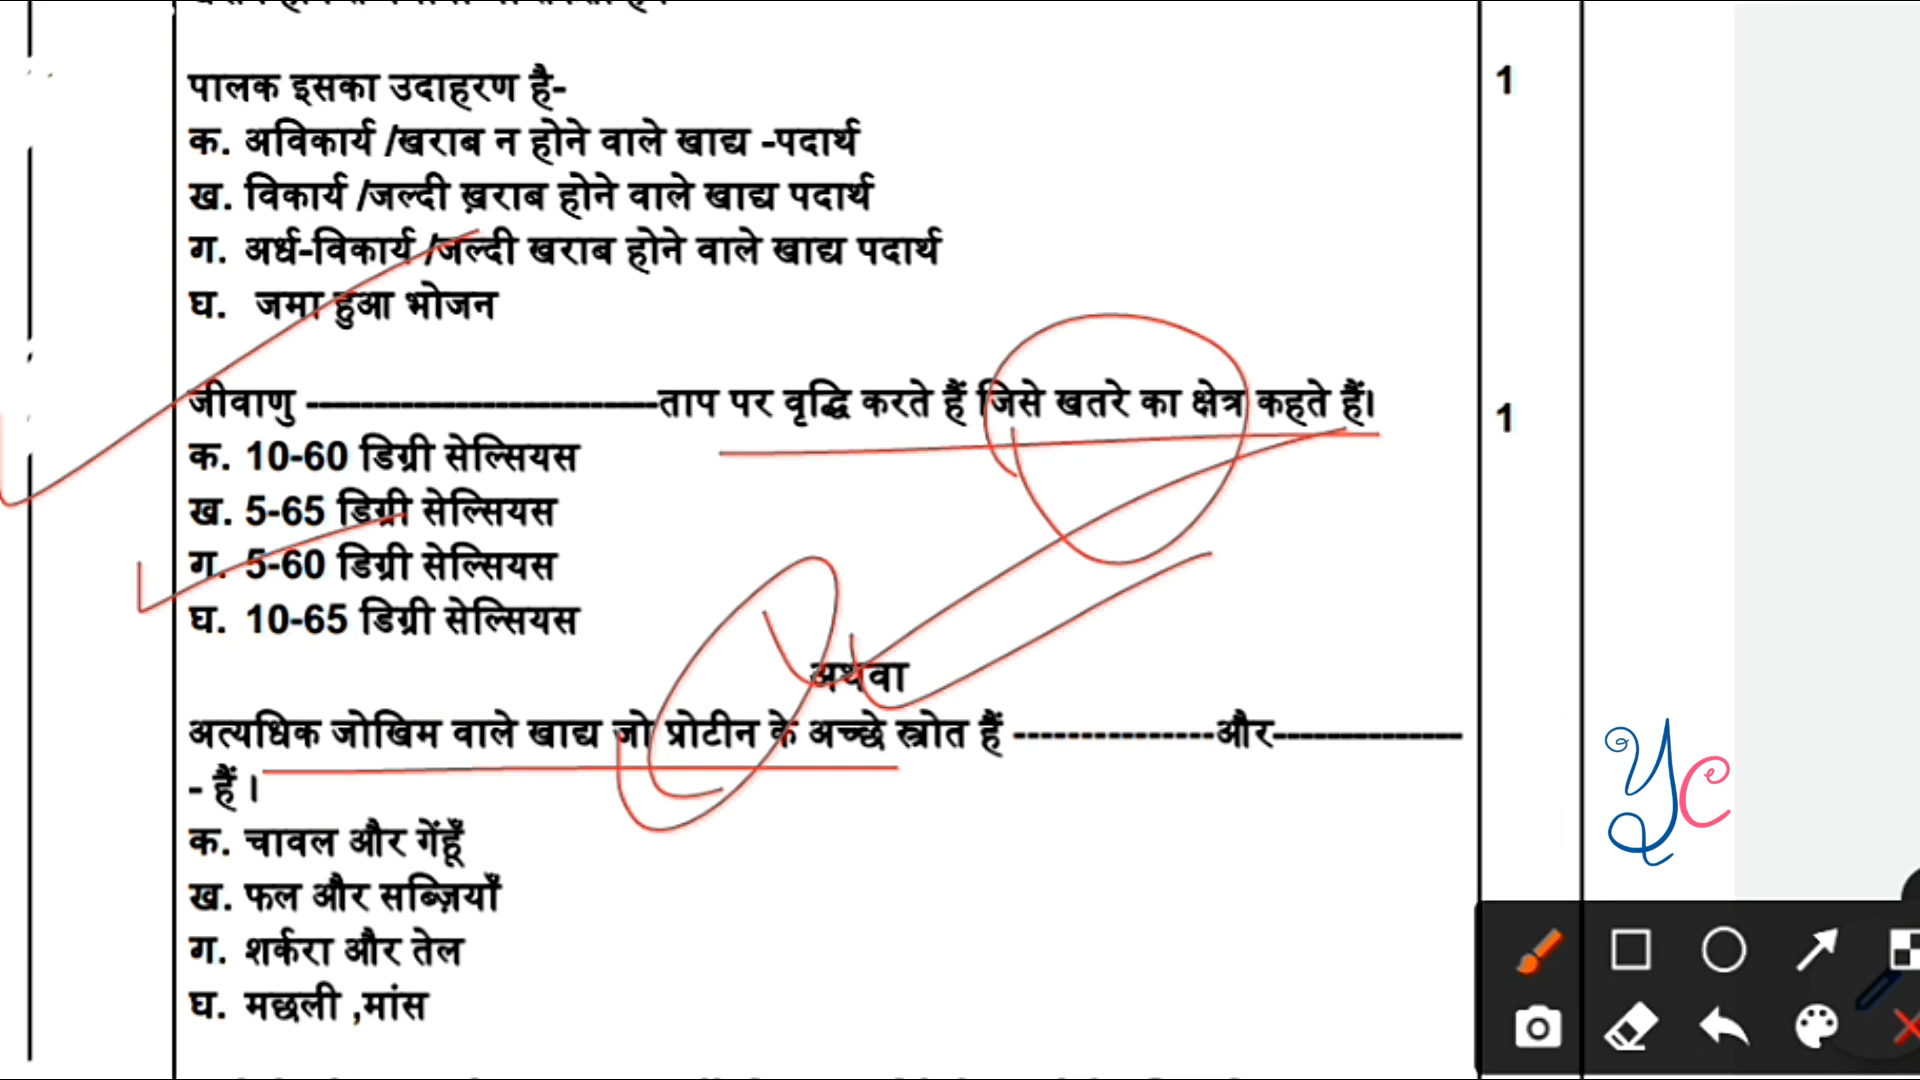 पालक इसका उदाहरण है- 1
क. अविकार्य /खराब न होने वाले खाद्य -पदार्थ
ख. विकार्य /जल्दी ख़राब होने वाले खाद्य पदार्थ
ग. अर्ध-विकार्य /जल्दी खराब होने वाले खाद्य पदार्थ
घ. जमा हुआ भोजन
जीवाणु --------------------------ताप पर वृद्धि करते हैं जिसे खतरे का क्षेत्र कहते हैं। 1
क. 10-60 डिग्री सेल्सियस
ख. 5-65 डिग्री सेल्सियस
ग. 5-60 डिग्री सेल्सियस
घ. 10-65 डिग्री सेल्सियस
अथवा
अत्यधिक जोखिम वाले खाद्य जो प्रोटीन के अच्छे स्त्रोत हैं ---------------और--------------
- हैं।
क. चावल और गेंहूँ
ख. फल और सब्ज़ियाँ
ग. शर्करा और तेल
घ. मछली ,मांस
YC